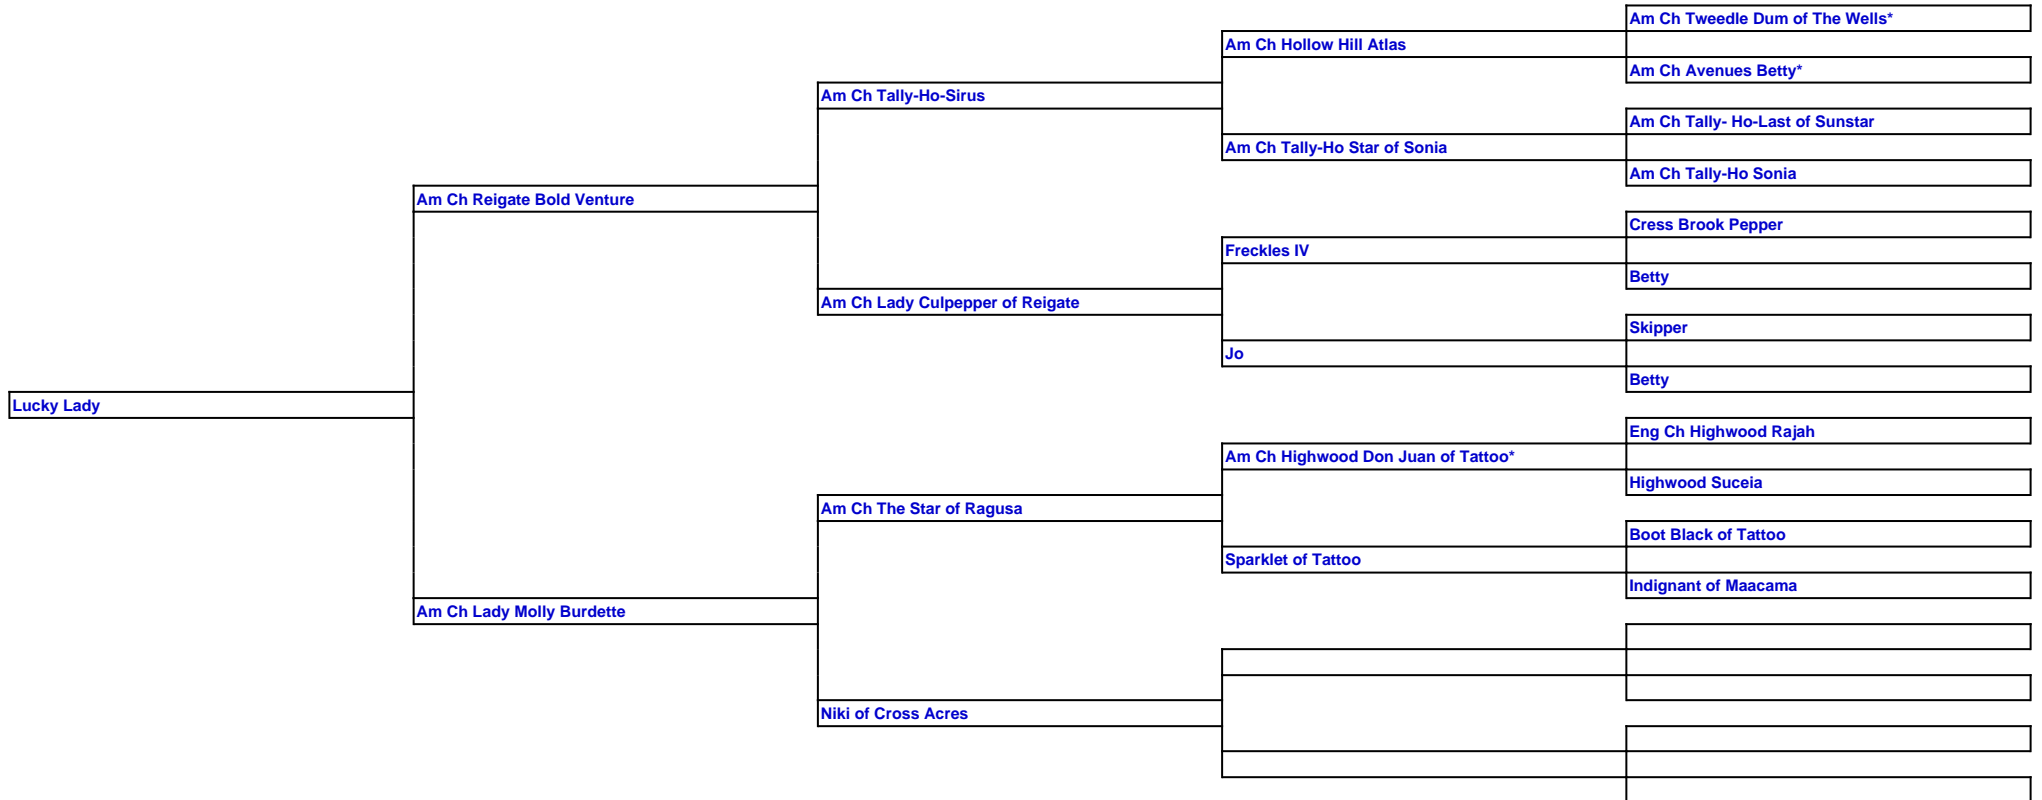 Am Ch Tweedle Dum of The Wells*
Am Ch Hollow Hill Atlas
Am Ch Avenues Betty*
Am Ch Tally-Ho-Sirus
Am Ch Tally- Ho-Last of Sunstar
Am Ch Tally-Ho Star of Sonia
Am Ch Tally-Ho Sonia
Am Ch Reigate Bold Venture
Cress Brook Pepper
Freckles IV
Betty
Am Ch Lady Culpepper of Reigate
Skipper
Jo
Betty
Lucky Lady
Eng Ch Highwood Rajah
Am Ch Highwood Don Juan of Tattoo*
Highwood Suceia
Am Ch The Star of Ragusa
Boot Black of Tattoo
Sparklet of Tattoo
Indignant of Maacama
Am Ch Lady Molly Burdette
Niki of Cross Acres